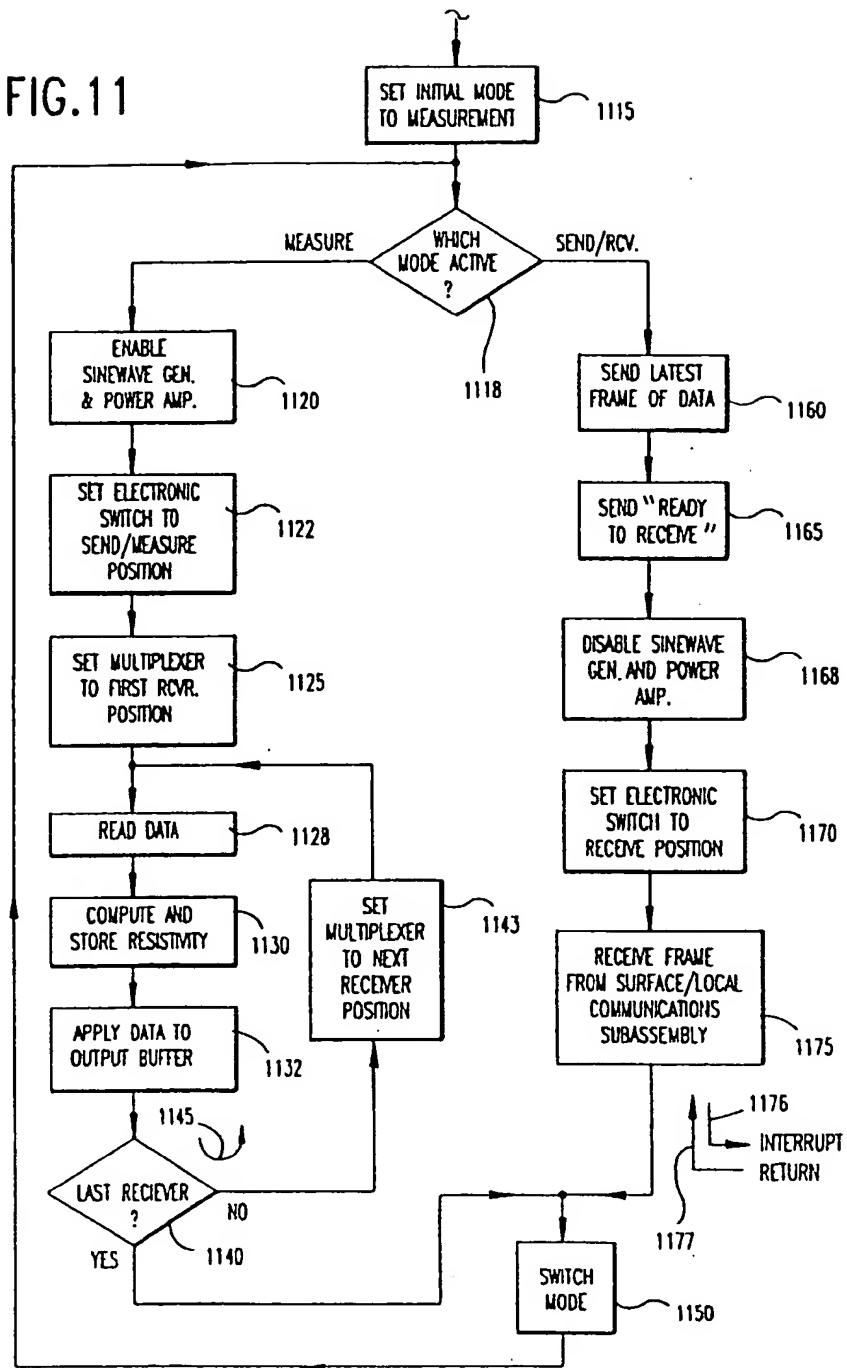 FIG.11
SET INITIAL MODE
TO MEASUREMENT
1115
MEASURE
WHICH
MODE ACTIVE
?
SEND/RCV.
1118
ENABLE
SINEWAVE GEN.
& POWER AMP.
1120
SET ELECTRONIC
SWITCH TO
SEND/MEASURE
POSITION
1122
SET MULTIPLEXER
TO FIRST RCVR.
POSITION
1125
READ DATA
1128
COMPUTE AND
STORE RESISTIVITY
1130
APPLY DATA TO
OUTPUT BUFFER
1132
SET
MULTIPLEXER
TO NEXT
RECEIVER
POSITION
1143
1145
LAST RECIEVER
?
NO
YES
1140
SEND LATEST
FRAME OF DATA
1160
SEND "READY
TO RECEIVE"
1165
DISABLE SINEWAVE
GEN. AND POWER
AMP.
1168
SET ELECTRONIC
SWITCH TO
RECEIVE POSITION
1170
RECEIVE FRAME
FROM SURFACE/LOCAL
COMMUNICATIONS
SUBASSEMBLY
1175
1176
INTERRUPT
RETURN
1177
SWITCH
MODE
1150